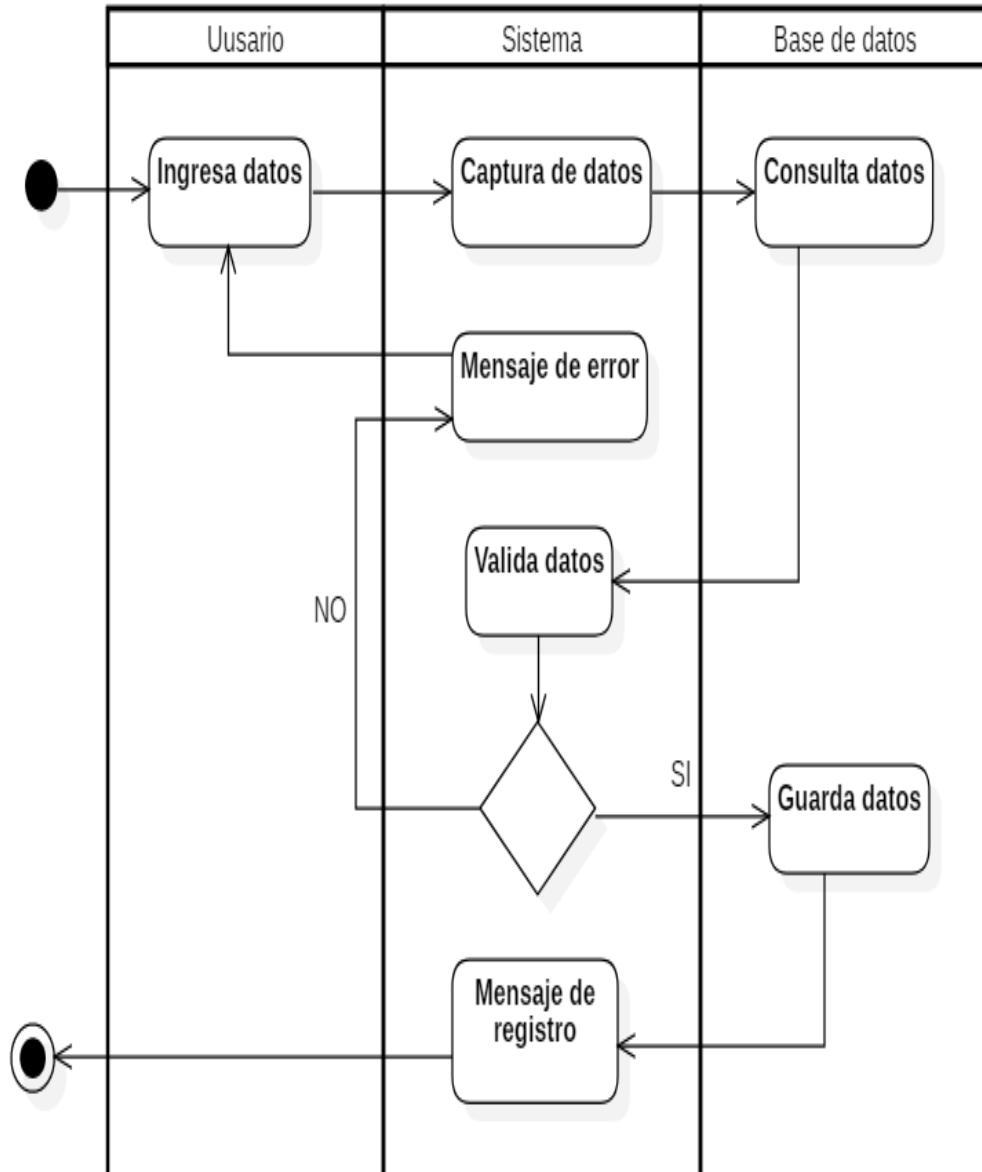 Uusario
Sistema
Base de datos
Ingresa datos
Captura de datos
Consulta datos
Mensaje de error
Valida datos
NO
SI
Guarda datos
Mensaje de
registro